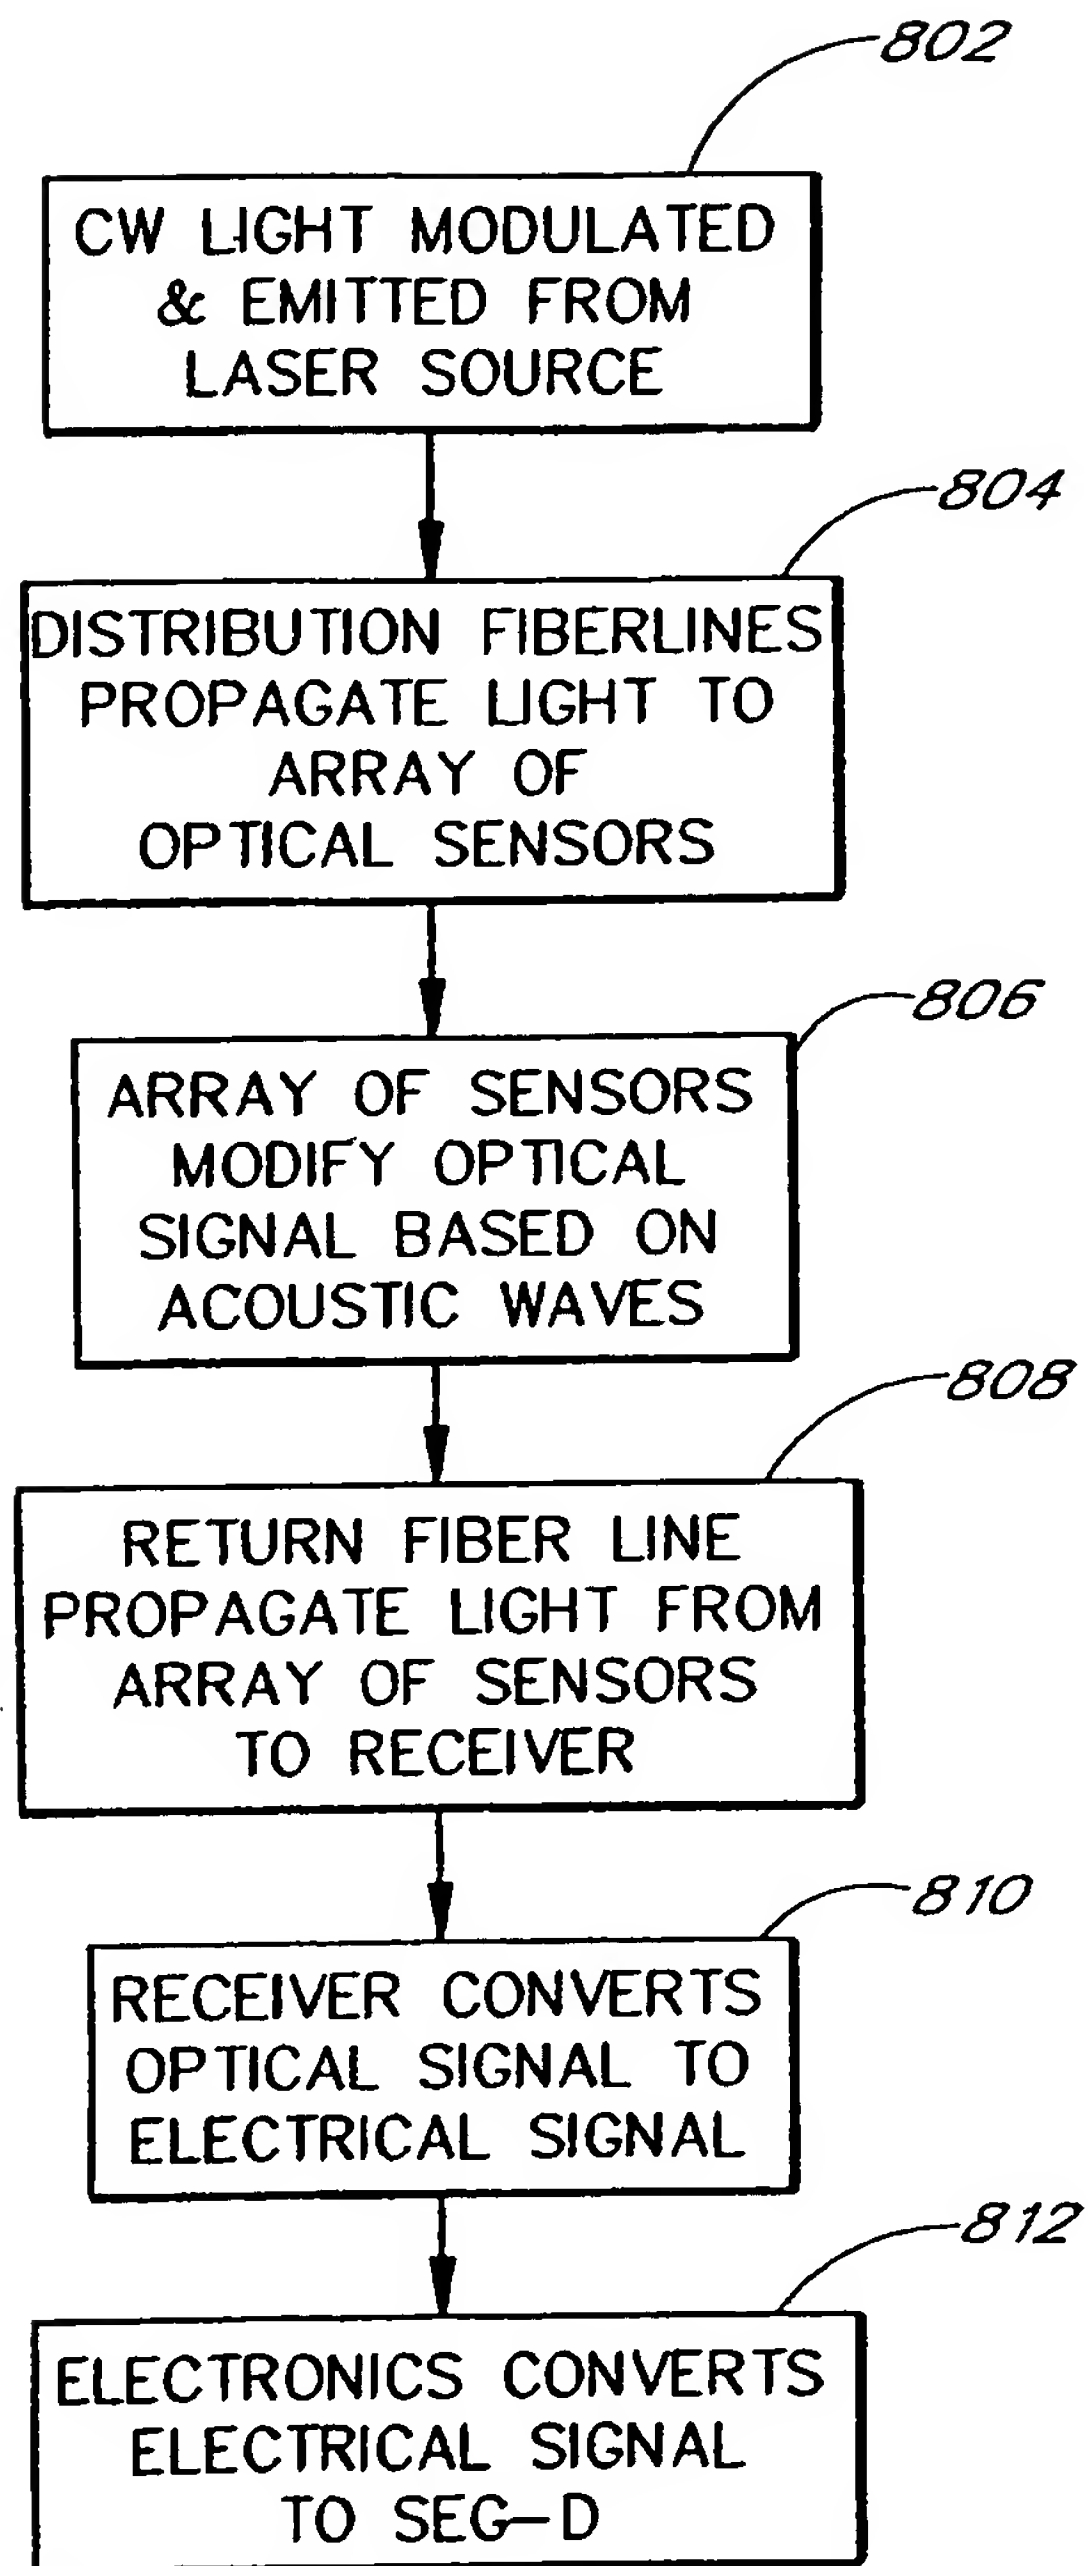 802
CW LIGHT MODULATED
& EMITTED FROM
LASER SOURCE
804
DISTRIBUTION FIBERLINES
PROPAGATE LIGHT TO
ARRAY OF
OPTICAL SENSORS
806
ARRAY OF SENSORS
MODIFY OPTICAL
SIGNAL BASED ON
ACOUSTIC WAVES
808
RETURN FIBER LINE
PROPAGATE LIGHT FROM
ARRAY OF SENSORS
TO RECEIVER
810
RECEIVER CONVERTS
OPTICAL SIGNAL TO
ELECTRICAL SIGNAL
812
ELECTRONICS CONVERTS
ELECTRICAL SIGNAL
TO SEG-D